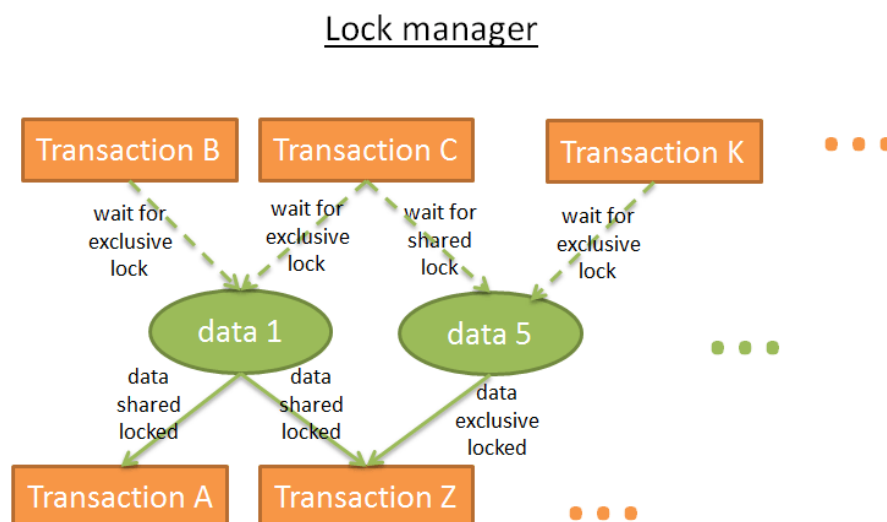 Lock manager
Transaction B
Transaction C
Transaction K
wait for
exclusive
lock
wait for
exclusive
lock
wait for
shared
lock
wait for
exclusive
lock
data 1
data 5
data
shared
locked
data
shared
locked
data
exclusive
locked
Transaction A
Transaction Z